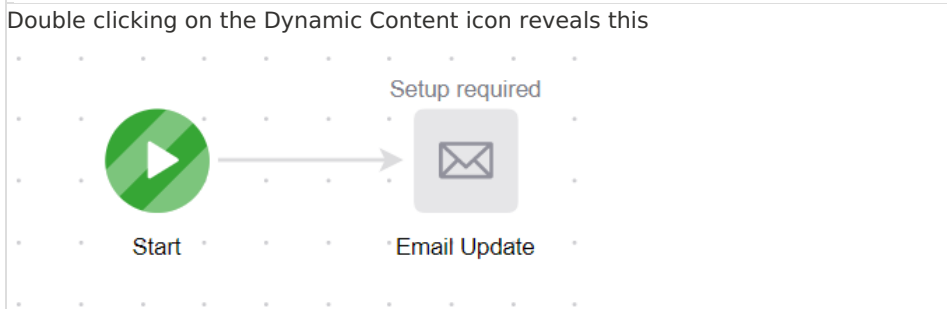 Double clicking on the Dynamic Content icon reveals this
Setup required
Start
Email Update